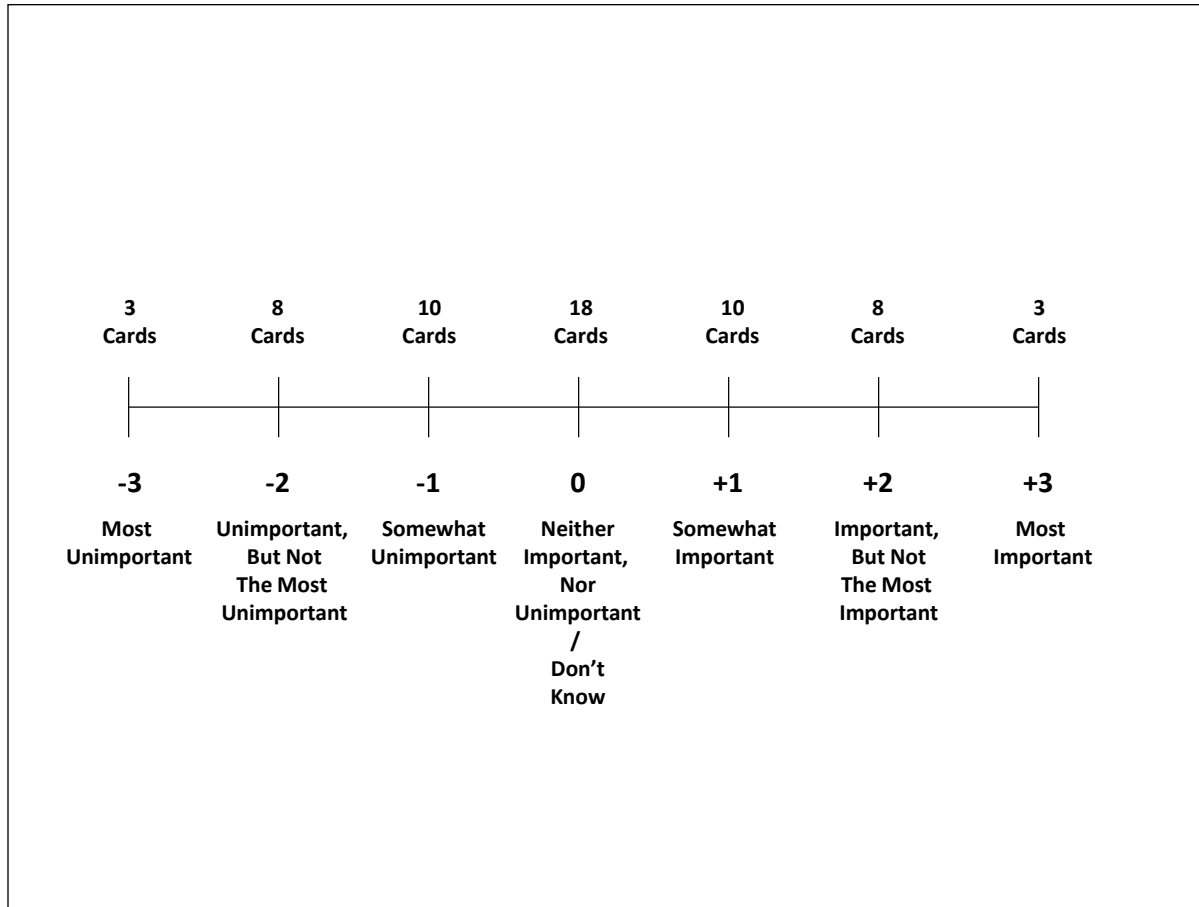 3
Cards
8
Cards
10
Cards
18
Cards
10
Cards
8
Cards
3
Cards
-3
-2
-1
0
+1
+2
+3
Most
Unimportant
Unimportant,
But Not
The Most
Unimportant
Somewhat
Unimportant
Neither
Important,
Nor
Unimportant
/
Don’t
Know
Somewhat
Important
Important,
But Not
The Most
Important
Most
Important